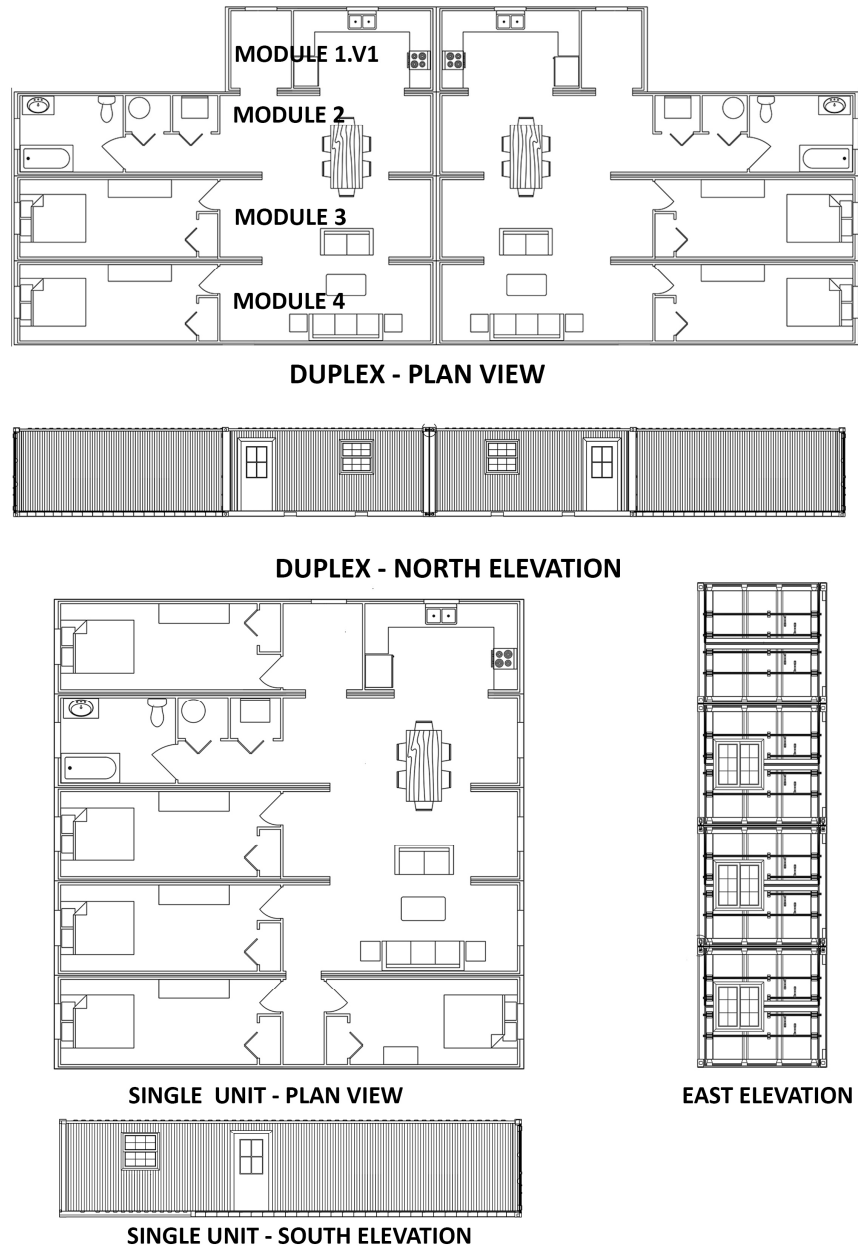 MODULE 1.V1
MODULE 2
MODULE 3
MODULE 4
DUPLEX - PLAN VIEW
DUPLEX - NORTH ELEVATION
SINGLE UNIT - PLAN VIEW
EAST ELEVATION
SINGLE UNIT - SOUTH ELEVATION